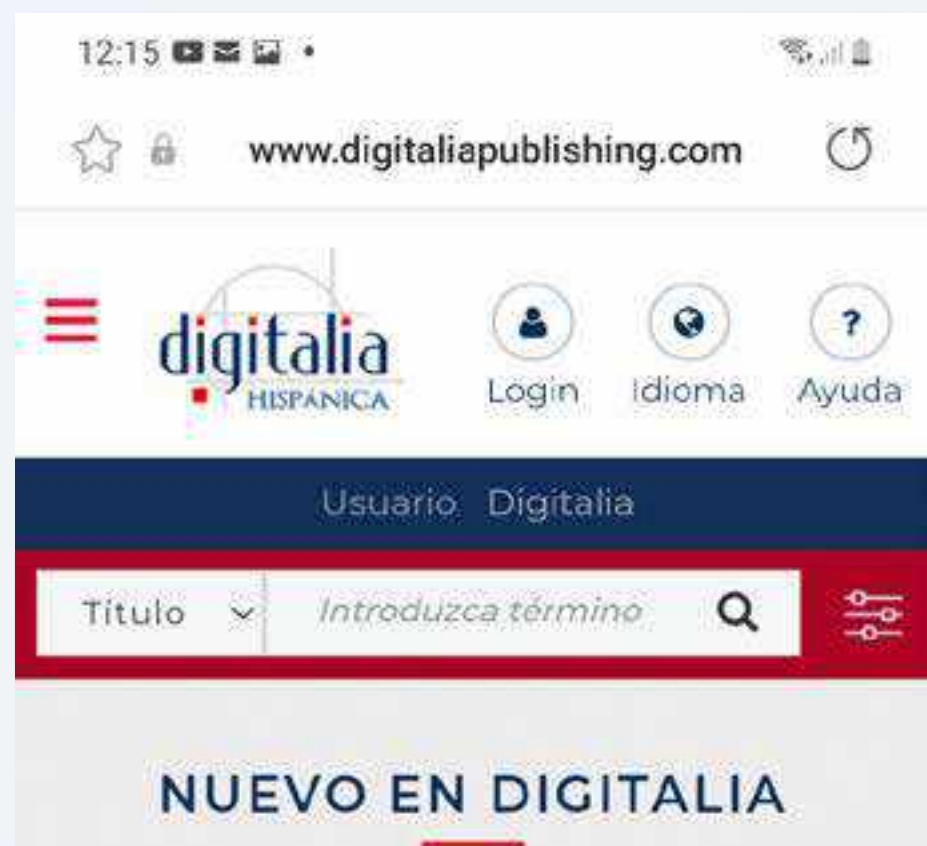 12:15
www.digitaliapublishing.com
digitalia
HISPÁNICA
Login Idioma Ayuda
Usuario Digitalia
Título Introduzca término
NUEVO EN DIGITALIA